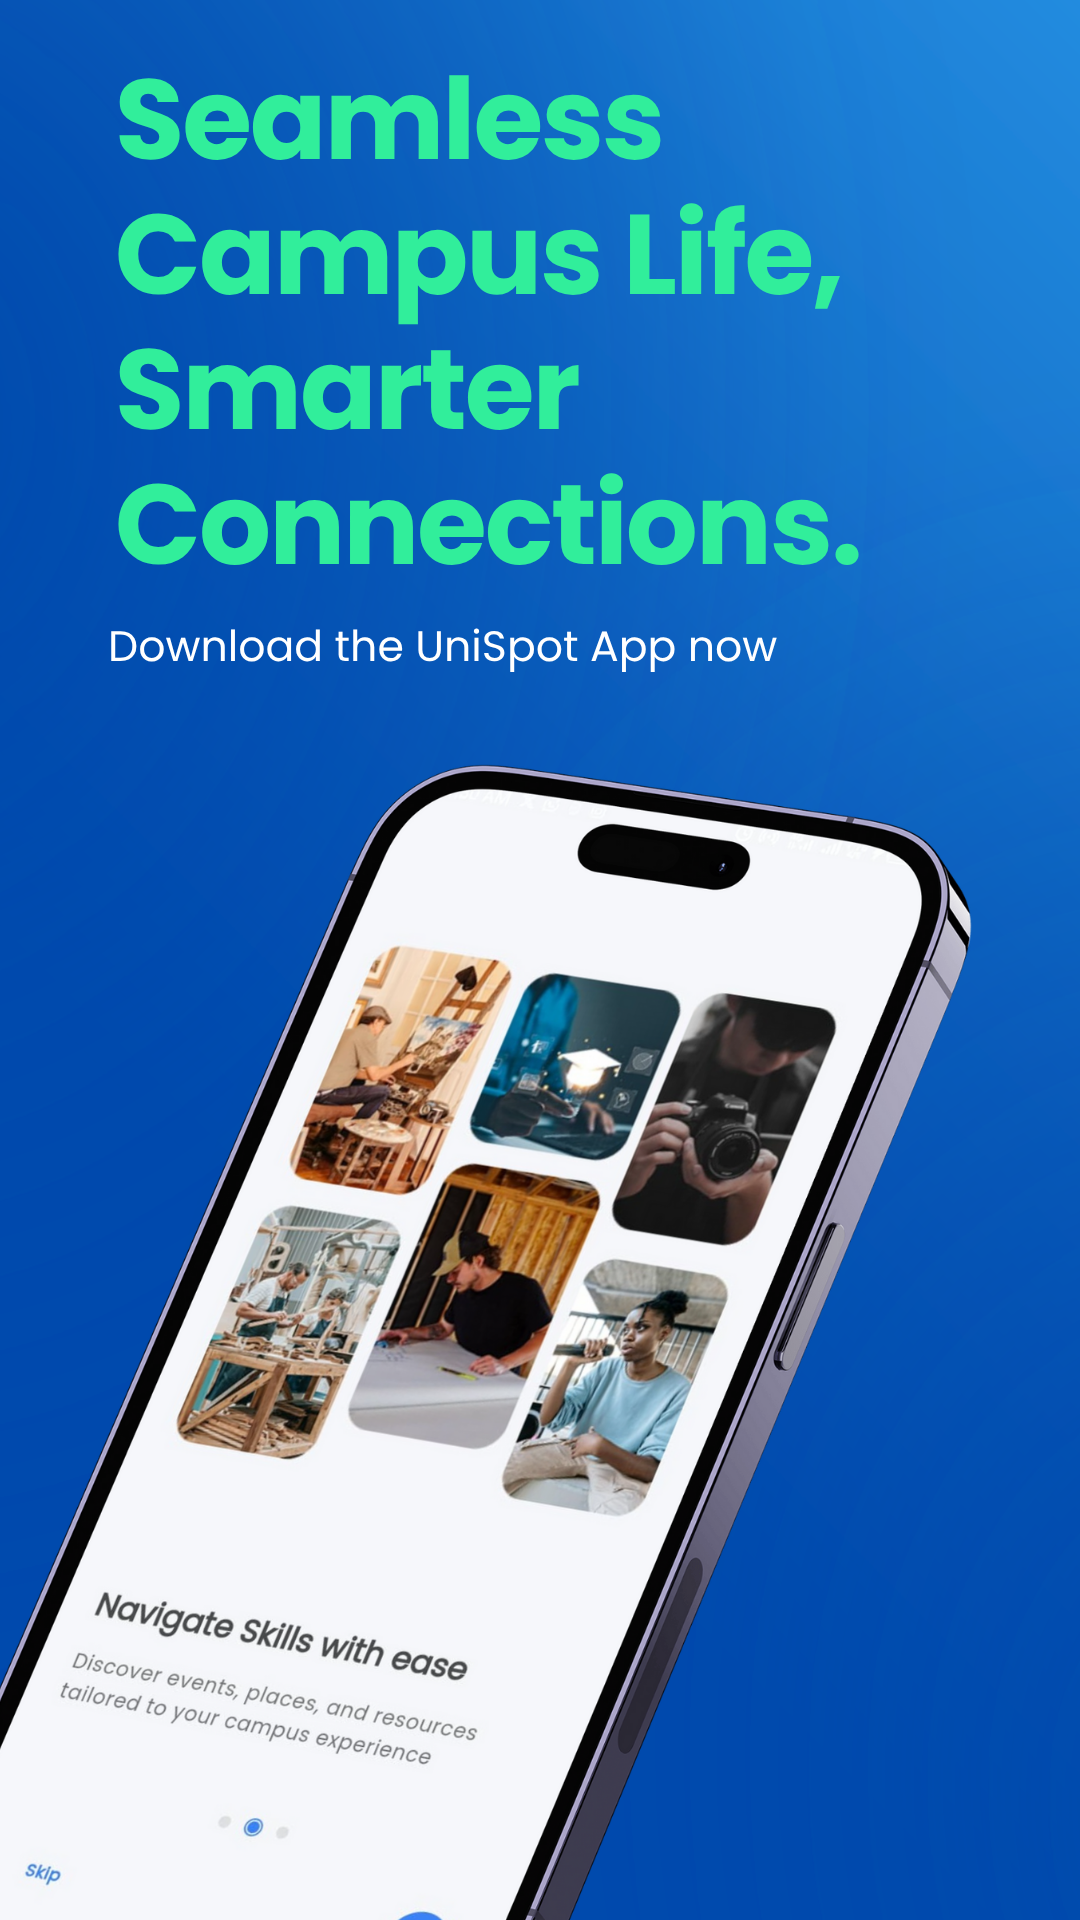 Seamless
Campus Life,
Smarter
Connections.
Download the UniSpot App now
Navigate Skills with ease
Discover events, places, and resources
tailored to your campus experience
Skip